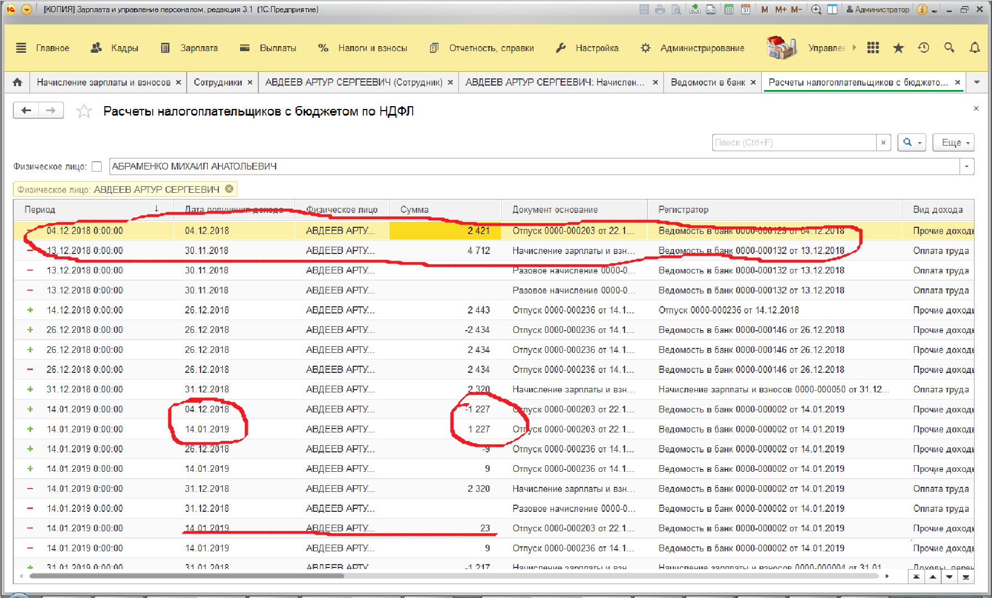 [КОПИЯ] Зарплата и управление персоналом, редакция 3.1 (1С:Предприятие) M M+ M- Администратор
Главное Кадры Зарплата Выплаты Налоги и взносы Отчетность, справки Настройка Администрирование Управлен
Начисление зарплаты и взносов × Сотрудники × АВДЕЕВ АРТУР СЕРГЕЕВИЧ (Сотрудник) × АВДЕЕВ АРТУР СЕРГЕЕВИЧ: Начислен... × Ведомости в банк × Расчеты налогоплательщиков с бюджето... ×
Расчеты налогоплательщиков с бюджетом по НДФЛ ×
Поиск (Ctrl+F) × Еще
Физическое лицо: АБРАМЕНКО МИХАИЛ АНАТОЛЬЕВИЧ
Физическое лицо: АВДЕЕВ АРТУР СЕРГЕЕВИЧ
Период Дата получения дохода Физическое лицо Сумма Документ основание Регистратор Вид дохода
04.12.2018 0:00:00 04.12.2018 АВДЕЕВ АРТУ... 2 421 Отпуск 0000-000203 от 22.1... Ведомость в банк 0000-000129 от 04.12.2018 Прочие доходы
13.12.2018 0:00:00 30.11.2018 АВДЕЕВ АРТУ... 4 712 Начисление зарплаты и взн... Ведомость в банк 0000-000132 от 13.12.2018 Оплата труда
13.12.2018 0:00:00 30.11.2018 АВДЕЕВ АРТУ... Разовое начисление 0000-0... Ведомость в банк 0000-000132 от 13.12.2018 Оплата труда
13.12.2018 0:00:00 30.11.2018 АВДЕЕВ АРТУ... Разовое начисление 0000-0... Ведомость в банк 0000-000132 от 13.12.2018 Оплата труда
14.12.2018 0:00:00 26.12.2018 АВДЕЕВ АРТУ... 2 443 Отпуск 0000-000236 от 14.1... Отпуск 0000-000236 от 14.12.2018 Прочие доходы
26.12.2018 0:00:00 26.12.2018 АВДЕЕВ АРТУ... -2 434 Отпуск 0000-000236 от 14.1... Ведомость в банк 0000-000146 от 26.12.2018 Прочие доходы
26.12.2018 0:00:00 26.12.2018 АВДЕЕВ АРТУ... 2 434 Отпуск 0000-000236 от 14.1... Ведомость в банк 0000-000146 от 26.12.2018 Прочие доходы
26.12.2018 0:00:00 26.12.2018 АВДЕЕВ АРТУ... 2 434 Отпуск 0000-000236 от 14.1... Ведомость в банк 0000-000146 от 26.12.2018 Прочие доходы
31.12.2018 0:00:00 31.12.2018 АВДЕЕВ АРТУ... 2 320 Начисление зарплаты и взн... Начисление зарплаты и взносов 0000-000050 от 31.12... Оплата труда
14.01.2019 0:00:00 04.12.2018 АВДЕЕВ АРТУ... -1 227 Отпуск 0000-000203 от 22.1... Ведомость в банк 0000-000002 от 14.01.2019 Прочие доходы
14.01.2019 0:00:00 14.01.2019 АВДЕЕВ АРТУ... 1 227 Отпуск 0000-000203 от 22.1... Ведомость в банк 0000-000002 от 14.01.2019 Прочие доходы
14.01.2019 0:00:00 26.12.2018 АВДЕЕВ АРТУ... -9 Отпуск 0000-000236 от 14.1... Ведомость в банк 0000-000002 от 14.01.2019 Прочие доходы
14.01.2019 0:00:00 14.01.2019 АВДЕЕВ АРТУ... 9 Отпуск 0000-000236 от 14.1... Ведомость в банк 0000-000002 от 14.01.2019 Прочие доходы
14.01.2019 0:00:00 31.12.2018 АВДЕЕВ АРТУ... 2 320 Начисление зарплаты и взн... Ведомость в банк 0000-000002 от 14.01.2019 Оплата труда
14.01.2019 0:00:00 31.12.2018 АВДЕЕВ АРТУ... Разовое начисление 0000-0... Ведомость в банк 0000-000002 от 14.01.2019 Оплата труда
14.01.2019 0:00:00 14.01.2019 АВДЕЕВ АРТУ... 23 Отпуск 0000-000203 от 22.1... Ведомость в банк 0000-000002 от 14.01.2019 Прочие доходы
14.01.2019 0:00:00 14.01.2019 АВДЕЕВ АРТУ... 9 Отпуск 0000-000236 от 14.1... Ведомость в банк 0000-000002 от 14.01.2019 Прочие доходы
31.01.2019 0:00:00 31.01.2018 АВДЕЕВ АРТУ... -1 217 Начисление зарплаты и взн... Начисление зарплаты и взносов 0000-000004 от 31.01... Доходы, перен